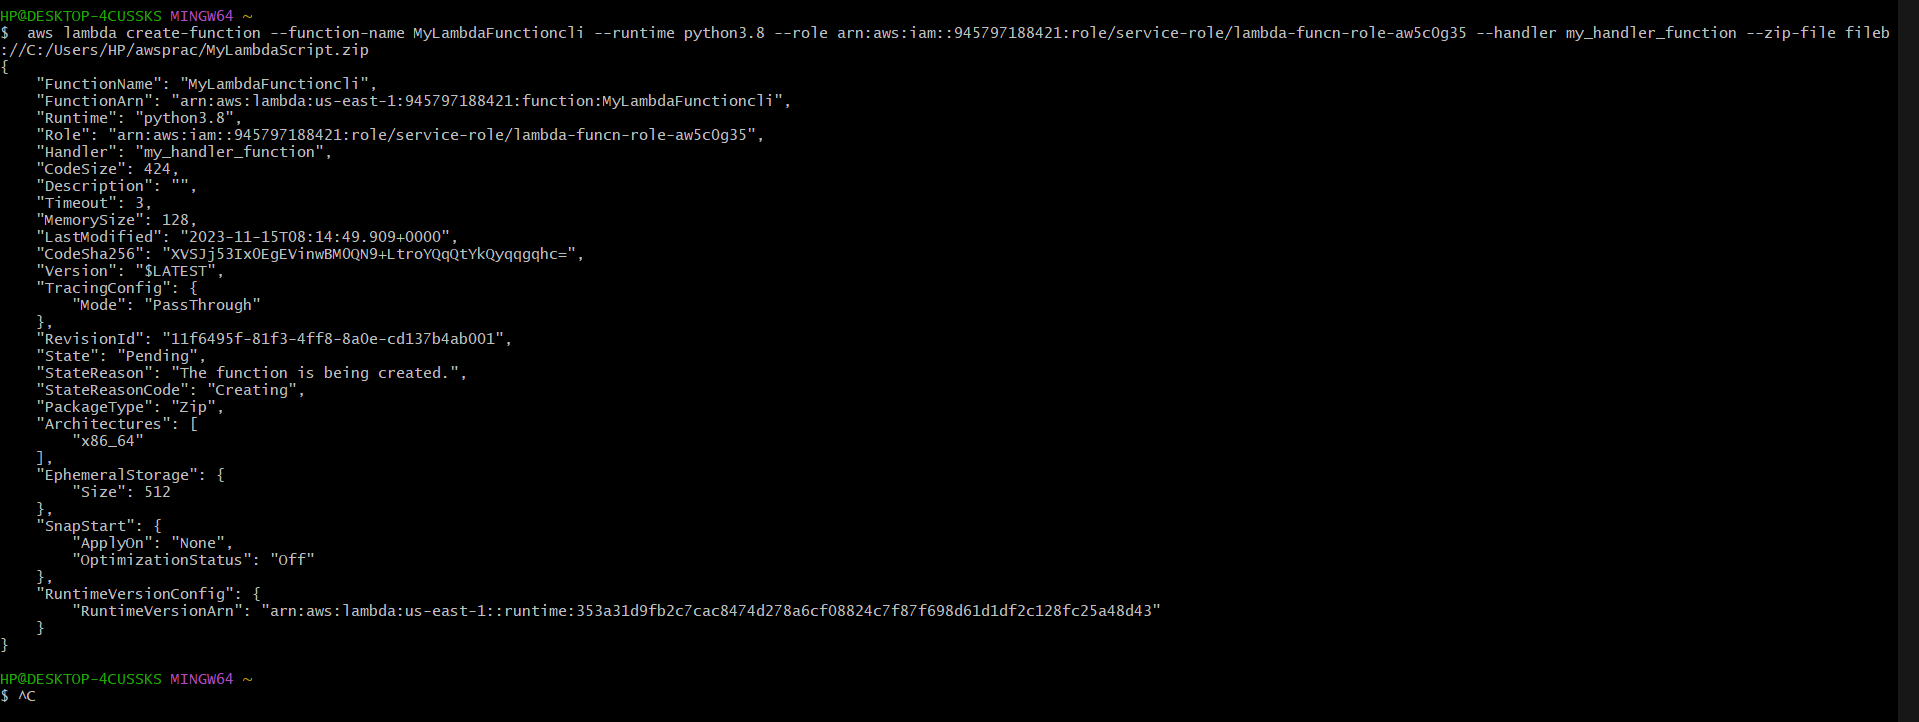 HP@DESKTOP-4CUSSKS MINGW64 ~
$  aws lambda create-function --function-name MyLambdaFunctioncli --runtime python3.8 --role arn:aws:iam::945797188421:role/service-role/lambda-funcn-role-aw5c0g35 --handler my_handler_function --zip-file fileb
://C:/Users/HP/awsprac/MyLambdaScript.zip
{
    "FunctionName": "MyLambdaFunctioncli",
    "FunctionArn": "arn:aws:lambda:us-east-1:945797188421:function:MyLambdaFunctioncli",
    "Runtime": "python3.8",
    "Role": "arn:aws:iam::945797188421:role/service-role/lambda-funcn-role-aw5c0g35",
    "Handler": "my_handler_function",
    "CodeSize": 424,
    "Description": "",
    "Timeout": 3,
    "MemorySize": 128,
    "LastModified": "2023-11-15T08:14:49.909+0000",
    "CodeSha256": "XVSJj53Ix0EgEVinwBM0QN9+LtroYQqQtYkQyqqgqhc=",
    "Version": "$LATEST",
    "TracingConfig": {
        "Mode": "PassThrough"
    },
    "RevisionId": "11f6495f-81f3-4ff8-8a0e-cd137b4ab001",
    "State": "Pending",
    "StateReason": "The function is being created.",
    "StateReasonCode": "Creating",
    "PackageType": "Zip",
    "Architectures": [
        "x86_64"
    ],
    "EphemeralStorage": {
        "Size": 512
    },
    "SnapStart": {
        "ApplyOn": "None",
        "OptimizationStatus": "Off"
    },
    "RuntimeVersionConfig": {
        "RuntimeVersionArn": "arn:aws:lambda:us-east-1::runtime:353a31d9fb2c7cac8474d278a6cf08824c7f87f698d61d1df2c128fc25a48d43"
    }
}
HP@DESKTOP-4CUSSKS MINGW64 ~
$ ^C